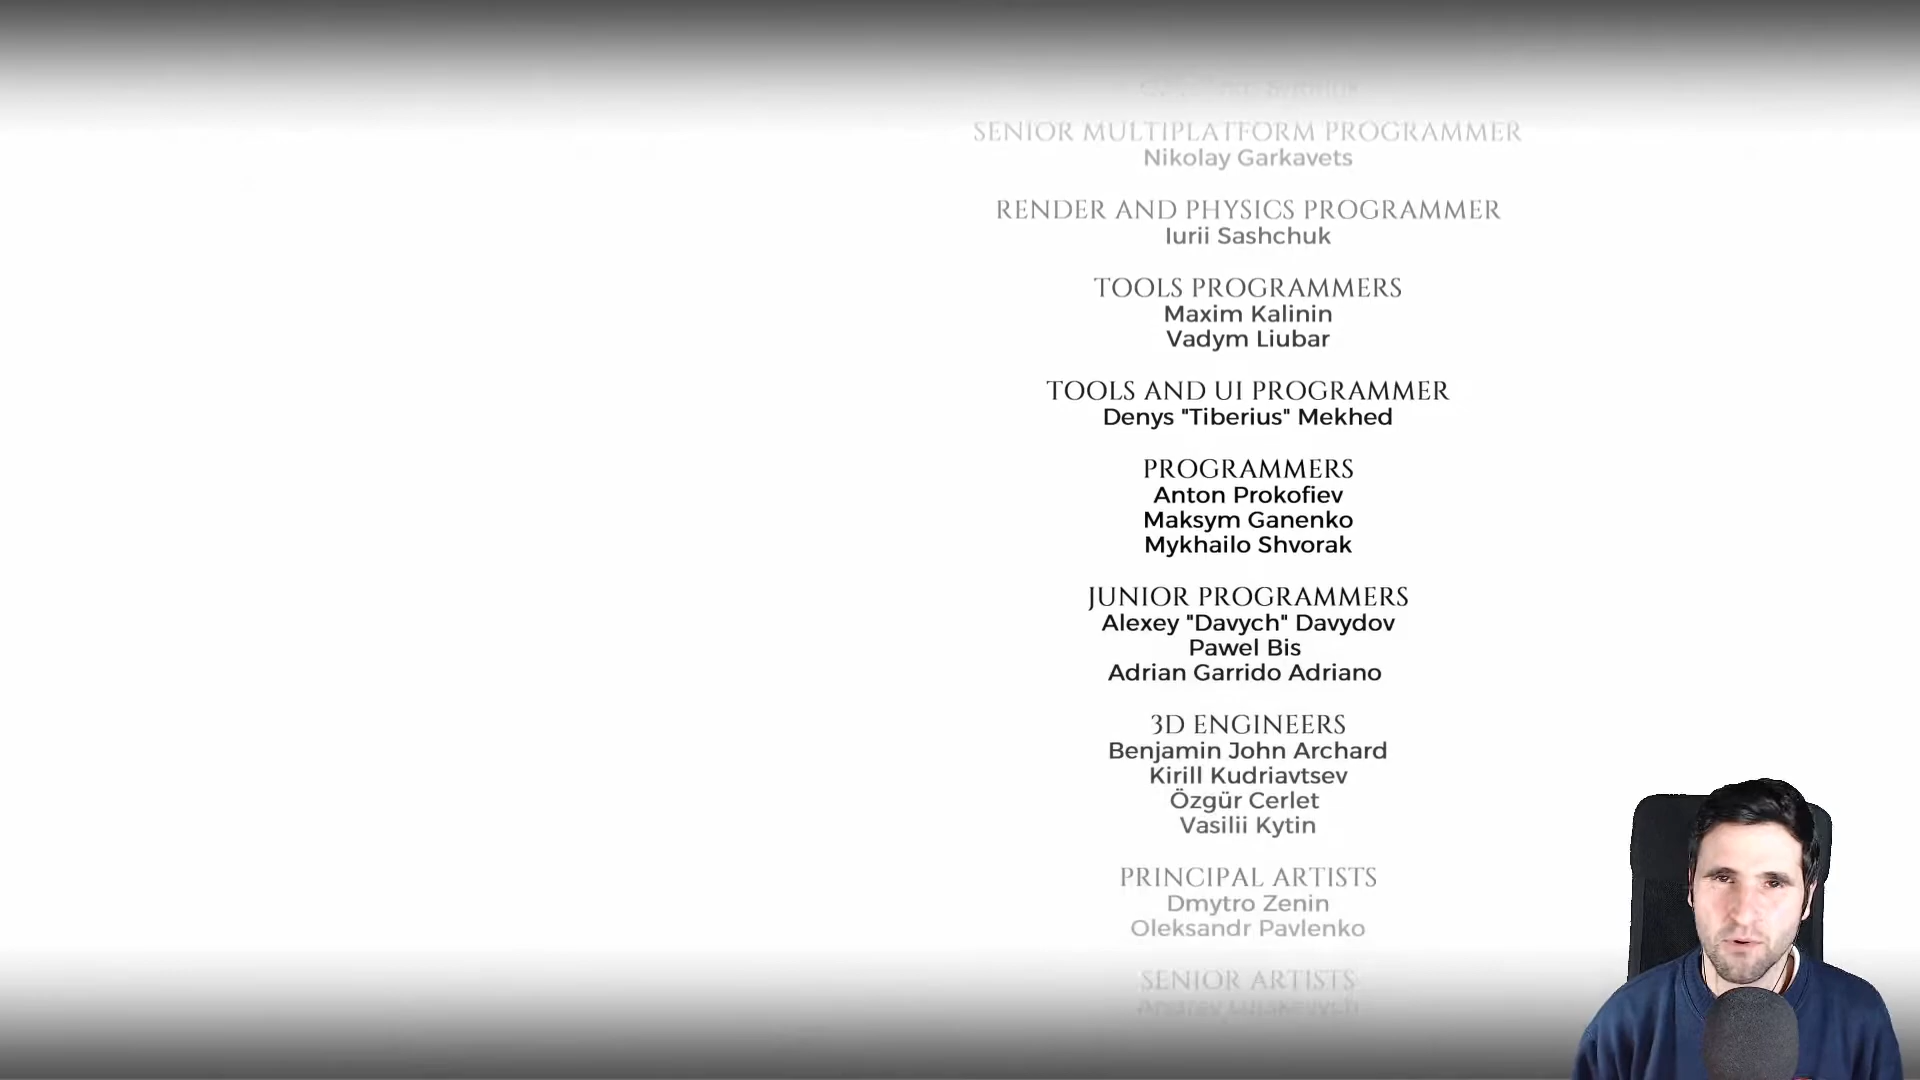 SENIOR MULTIPLATFORM PROGRAMMER
Nikolay Garkavets
RENDER AND PHYSICS PROGRAMMER
Iurii Sashchuk
TOOLS PROGRAMMERS
Maxim Kalinin
Vadym Liubar
TOOLS AND UI PROGRAMMER
Denys "Tiberius" Mekhed
PROGRAMMERS
Anton Prokofiev
Maksym Ganenko
Mykhailo Shvorak
JUNIOR PROGRAMMERS
Alexey "Davych" Davydov
Pawel Bis
Adrian Garrido Adriano
3D ENGINEERS
Benjamin John Archard
Kirill Kudriavtsev
Özgür Cerlet
Vasilii Kytin
PRINCIPAL ARTISTS
Dmytro Zenin
Oleksandr Pavlenko
SENIOR ARTISTS